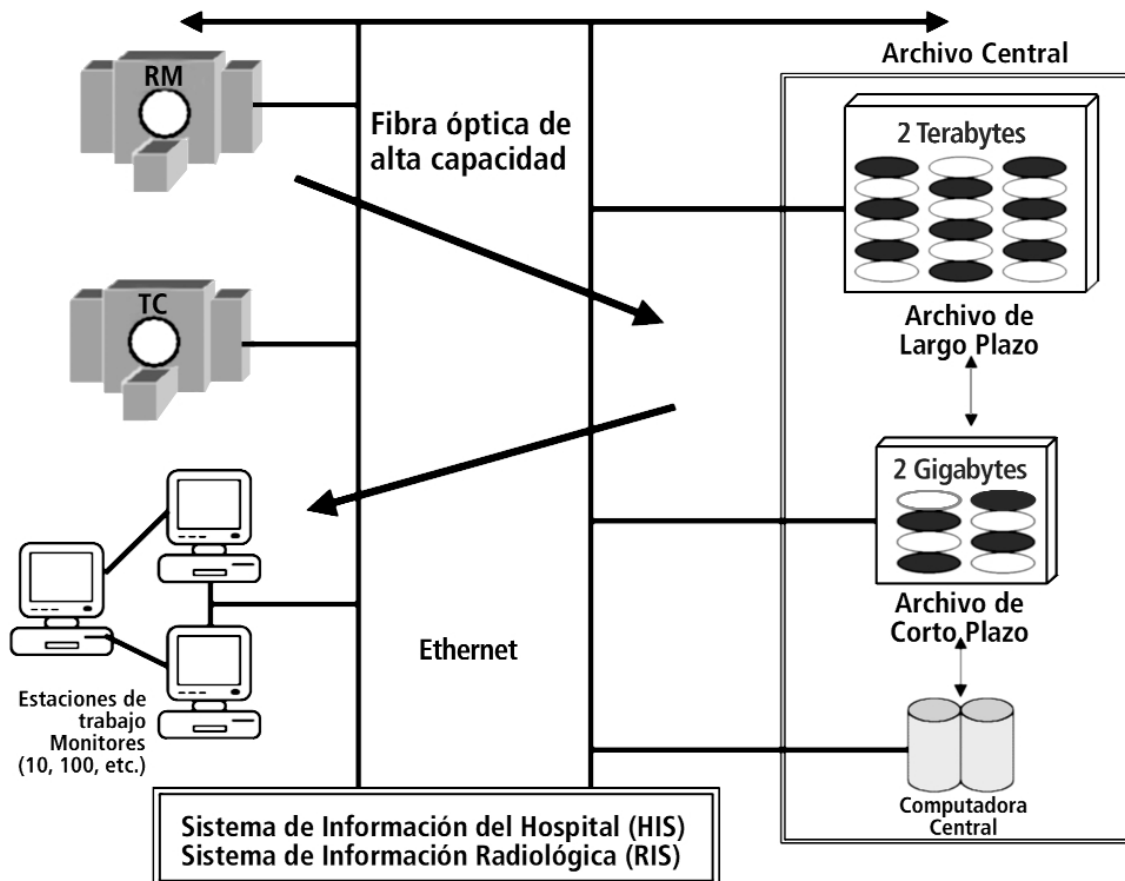 RM
Fibra óptica de
alta capacidad
TC
Estaciones de
trabajo
Monitores
(10, 100, etc.)
Ethernet
Archivo Central
2 Terabytes
Archivo de
Largo Plazo
2 Gigabytes
Archivo de
Corto Plazo
Computadora
Central
Sistema de Información del Hospital (HIS)
Sistema de Información Radiológica (RIS)